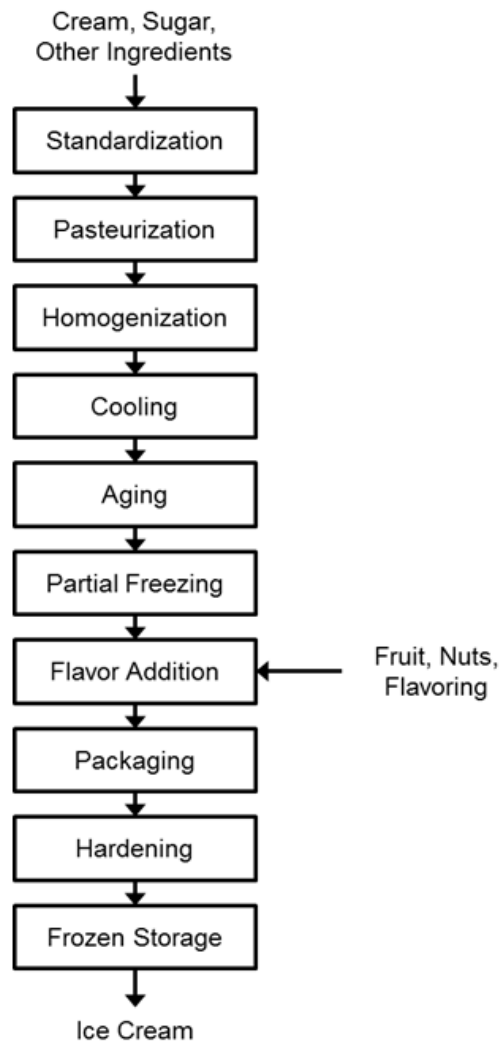 Cream, Sugar,
Other Ingredients
Standardization
Pasteurization
Homogenization
Cooling
Aging
Partial Freezing
Flavor Addition
Fruit, Nuts,
Flavoring
Packaging
Hardening
Frozen Storage
Ice Cream